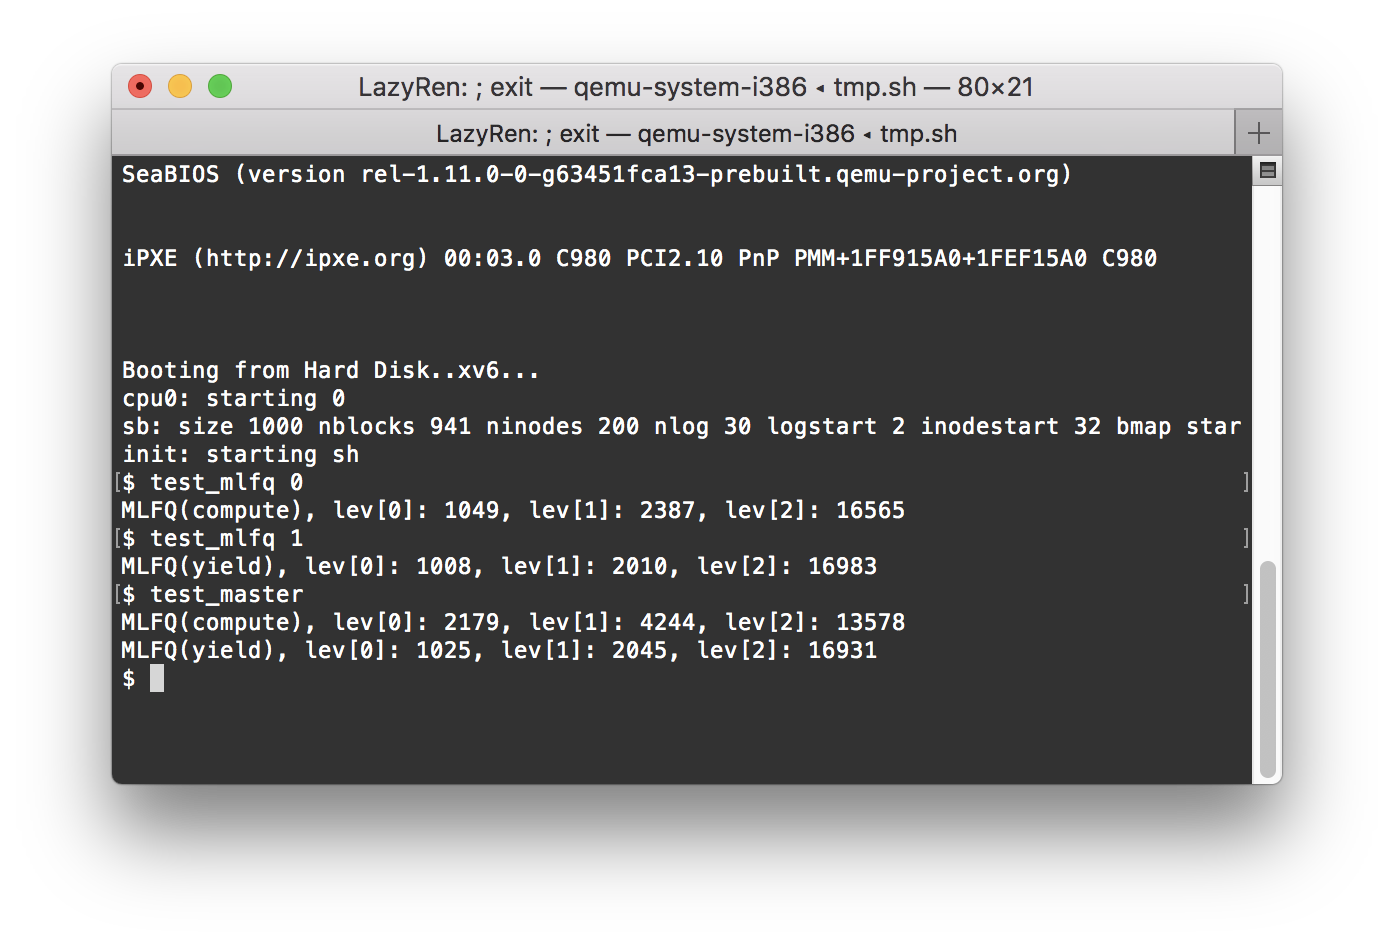 LazyRen: ; exit — qemu-system-i386 ◂ tmp.sh — 80×21
LazyRen: ; exit — qemu-system-i386 ◂ tmp.sh
SeaBIOS (version rel-1.11.0-0-g63451fca13-prebuilt.qemu-project.org)
iPXE (http://ipxe.org) 00:03.0 C980 PCI2.10 PnP PMM+1FF915A0+1FEF15A0 C980
Booting from Hard Disk..xv6...
cpu0: starting 0
sb: size 1000 nblocks 941 ninodes 200 nlog 30 logstart 2 inodestart 32 bmap star
init: starting sh
[$ test_mlfq 0 ]
MLFQ(compute), lev[0]: 1049, lev[1]: 2387, lev[2]: 16565
[$ test_mlfq 1 ]
MLFQ(yield), lev[0]: 1008, lev[1]: 2010, lev[2]: 16983
[$ test_master ]
MLFQ(compute), lev[0]: 2179, lev[1]: 4244, lev[2]: 13578
MLFQ(yield), lev[0]: 1025, lev[1]: 2045, lev[2]: 16931
$